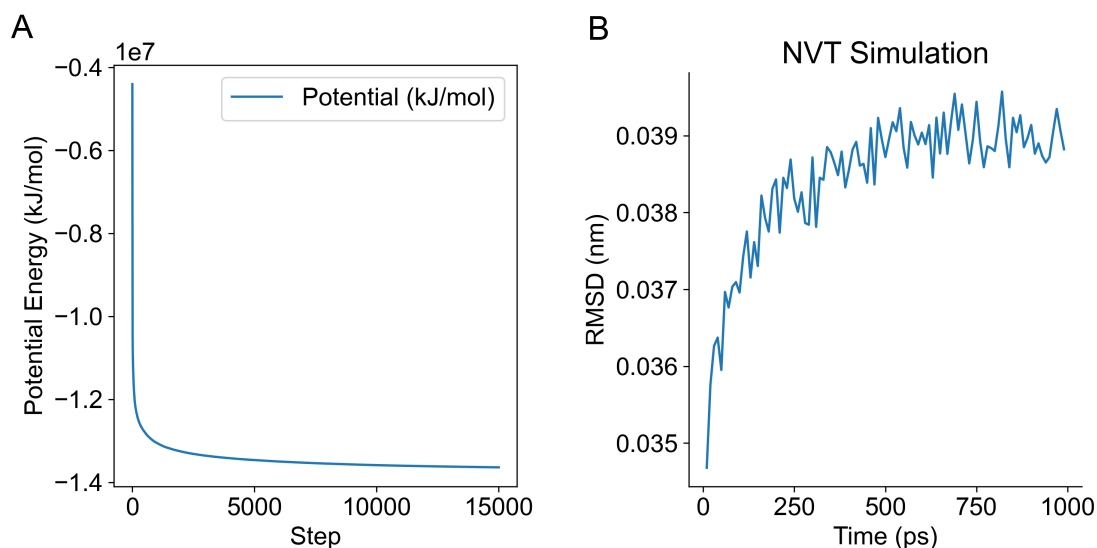 A
1e7
Potential (kJ/mol)
Potential Energy (kJ/mol)
−0.4
−0.6
−0.8
−1.0
−1.2
−1.4
0
5000
10000
15000
Step
B
NVT Simulation
RMSD (nm)
0.039
0.038
0.037
0.036
0.035
0
250
500
750
1000
Time (ps)